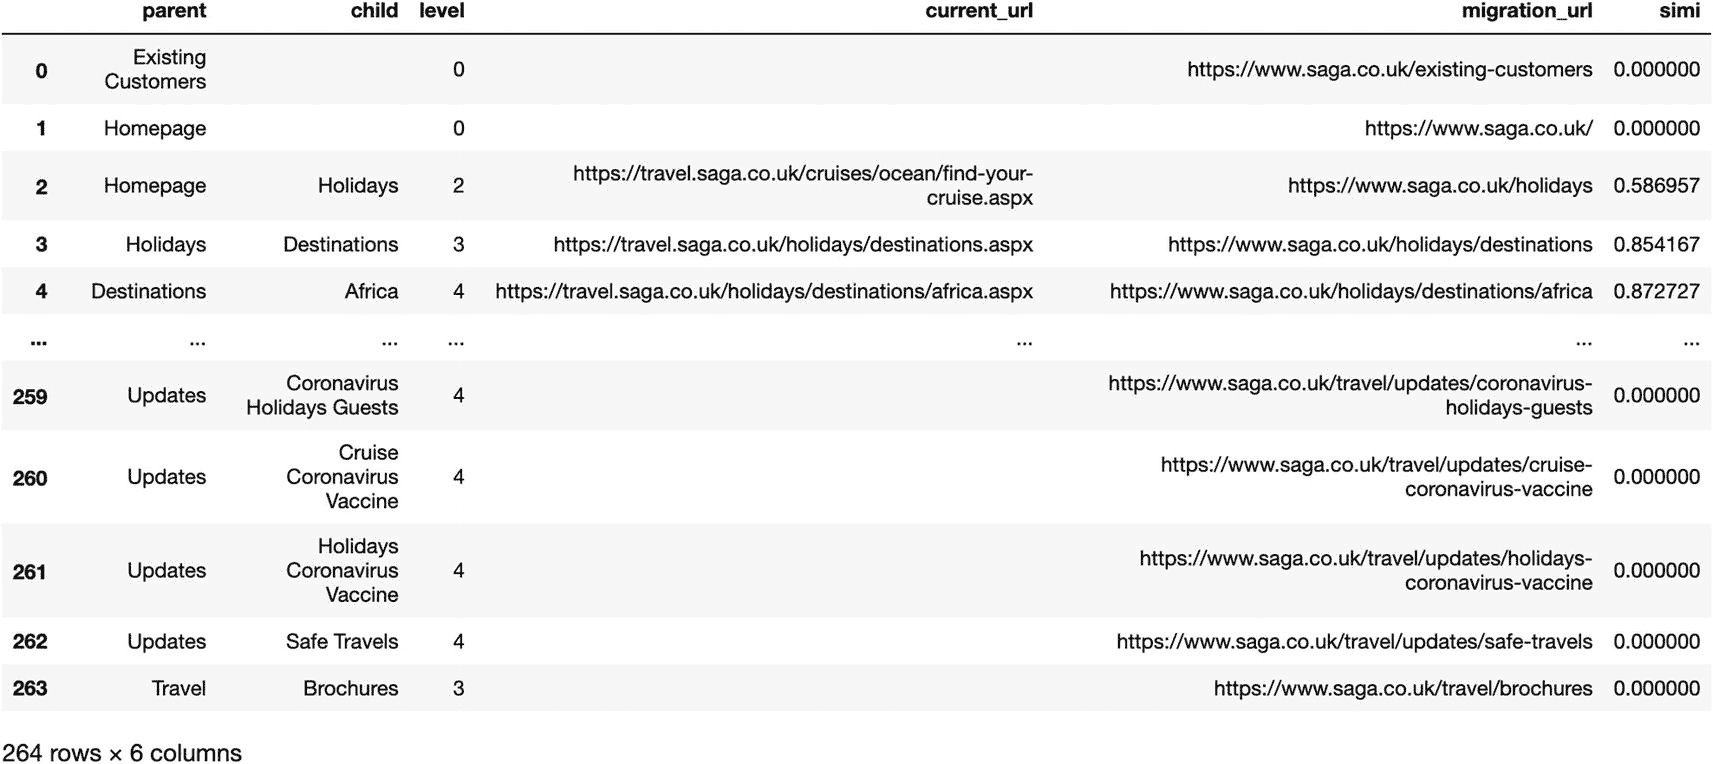 parent child level current_url migration_url simi
0 Existing Customers 0 https://www.saga.co.uk/existing-customers 0.000000
1 Homepage 0 https://www.saga.co.uk/ 0.000000
2 Homepage Holidays 2 https://travel.saga.co.uk/cruises/ocean/find-your-cruise.aspx https://www.saga.co.uk/holidays 0.586957
3 Holidays Destinations 3 https://travel.saga.co.uk/holidays/destinations.aspx https://www.saga.co.uk/holidays/destinations 0.854167
4 Destinations Africa 4 https://travel.saga.co.uk/holidays/destinations/africa.aspx https://www.saga.co.uk/holidays/destinations/africa 0.872727
... ... ... ... ... ... ...
259 Updates Coronavirus Holidays Guests 4 https://www.saga.co.uk/travel/updates/coronavirus-holidays-guests 0.000000
260 Updates Cruise Coronavirus Vaccine 4 https://www.saga.co.uk/travel/updates/cruise-coronavirus-vaccine 0.000000
261 Updates Holidays Coronavirus Vaccine 4 https://www.saga.co.uk/travel/updates/holidays-coronavirus-vaccine 0.000000
262 Updates Safe Travels 4 https://www.saga.co.uk/travel/updates/safe-travels 0.000000
263 Travel Brochures 3 https://www.saga.co.uk/travel/brochures 0.000000
264 rows × 6 columns